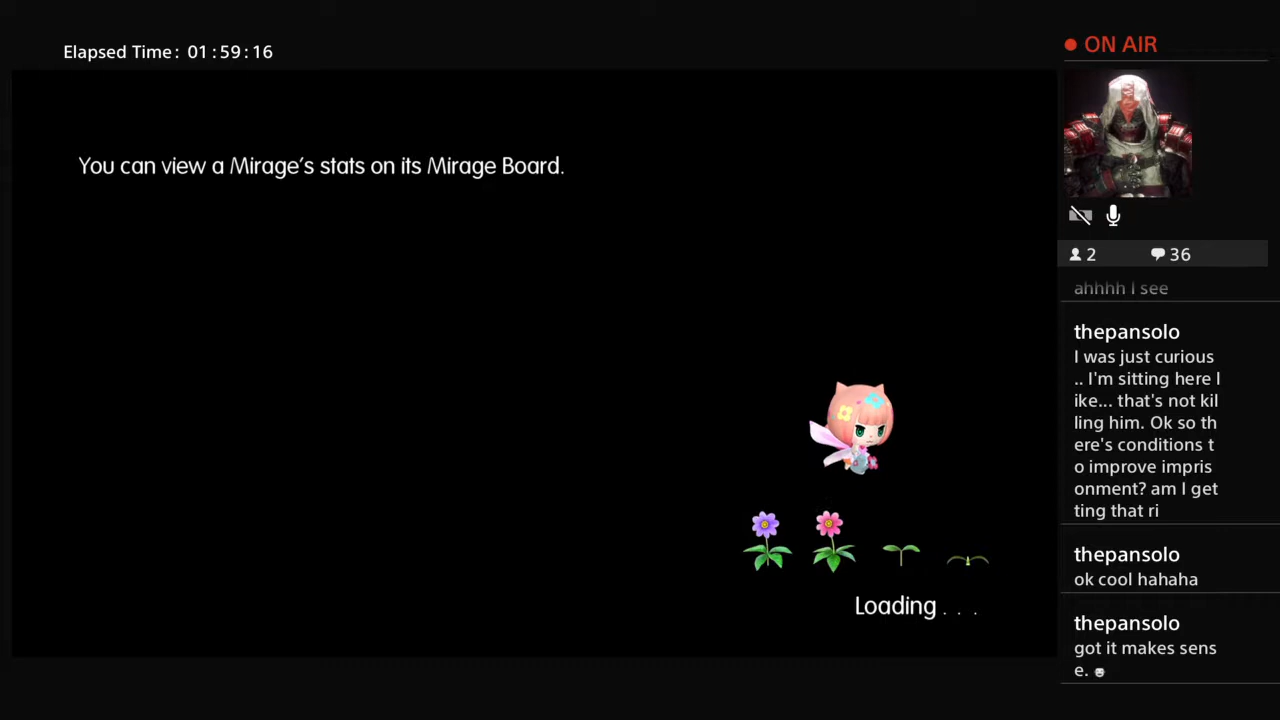 Elapsed Time: 01:59:16
ON AIR
You can view a Mirage's stats on its Mirage Board.
2
36
ahhhh I see
thepansolo
I was just curious
.. I'm sitting here l
ike... that's not kil
ling him. Ok so th
ere's conditions t
o improve impris
onment? am I get
ting that ri
thepansolo
ok cool hahaha
thepansolo
got it makes sens
e.
Loading . . .